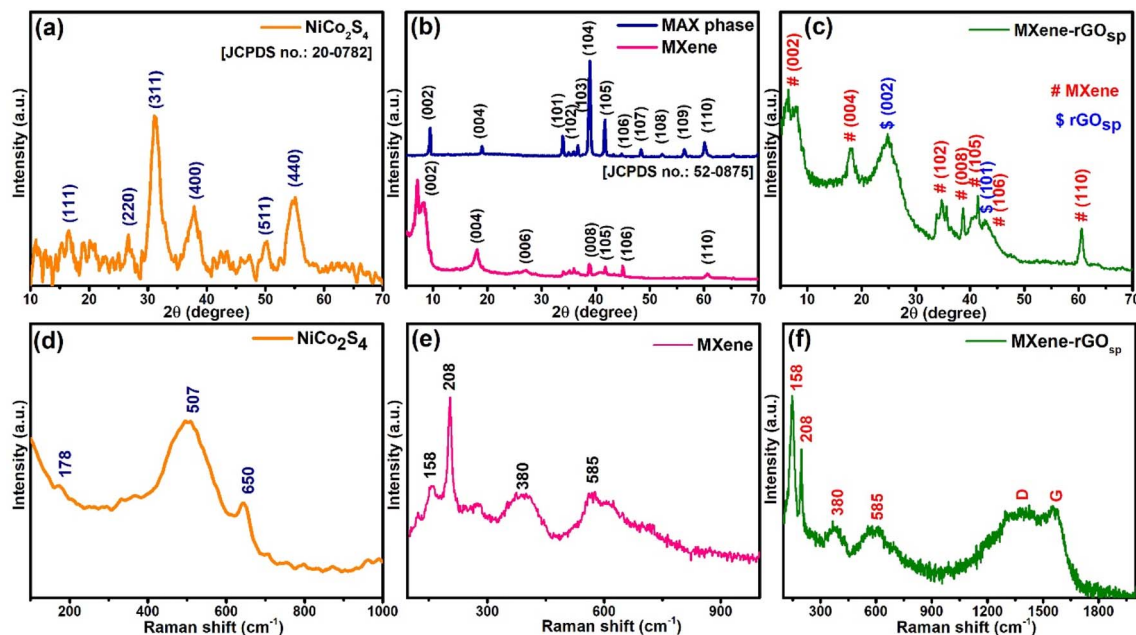 (a)
NiCo2S4
[JCPDS no.: 20-0782]
(111)
(220)
(311)
(400)
(511)
(440)
Intensity (a.u.)
10 20 30 40 50 60 70
2θ (degree)
(b)
MAX phase
MXene
(002)
(004)
(101)
(102)
(103)
(104)
(105)
(106)
(107)
(108)
(109)
(110)
[JCPDS no.: 52-0875]
(002)
(004)
(006)
(008)
(105)
(106)
(110)
Intensity (a.u.)
10 20 30 40 50 60 70
2θ (degree)
(c)
MXene-rGOsp
# MXene
$ rGOsp
# (002)
# (004)
$ (002)
# (102)
# (008)
# (105)
$ (101)
# (106)
# (110)
Intensity (a.u.)
10 20 30 40 50 60 70
2θ (degree)
(d)
NiCo2S4
178
507
650
Intensity (a.u.)
200 400 600 800 1000
Raman shift (cm-1)
(e)
MXene
158
208
380
585
Intensity (a.u.)
300 600 900
Raman shift (cm-1)
(f)
MXene-rGOsp
158
208
380
585
D
G
Intensity (a.u.)
300 600 900 1200 1500 1800
Raman shift (cm-1)